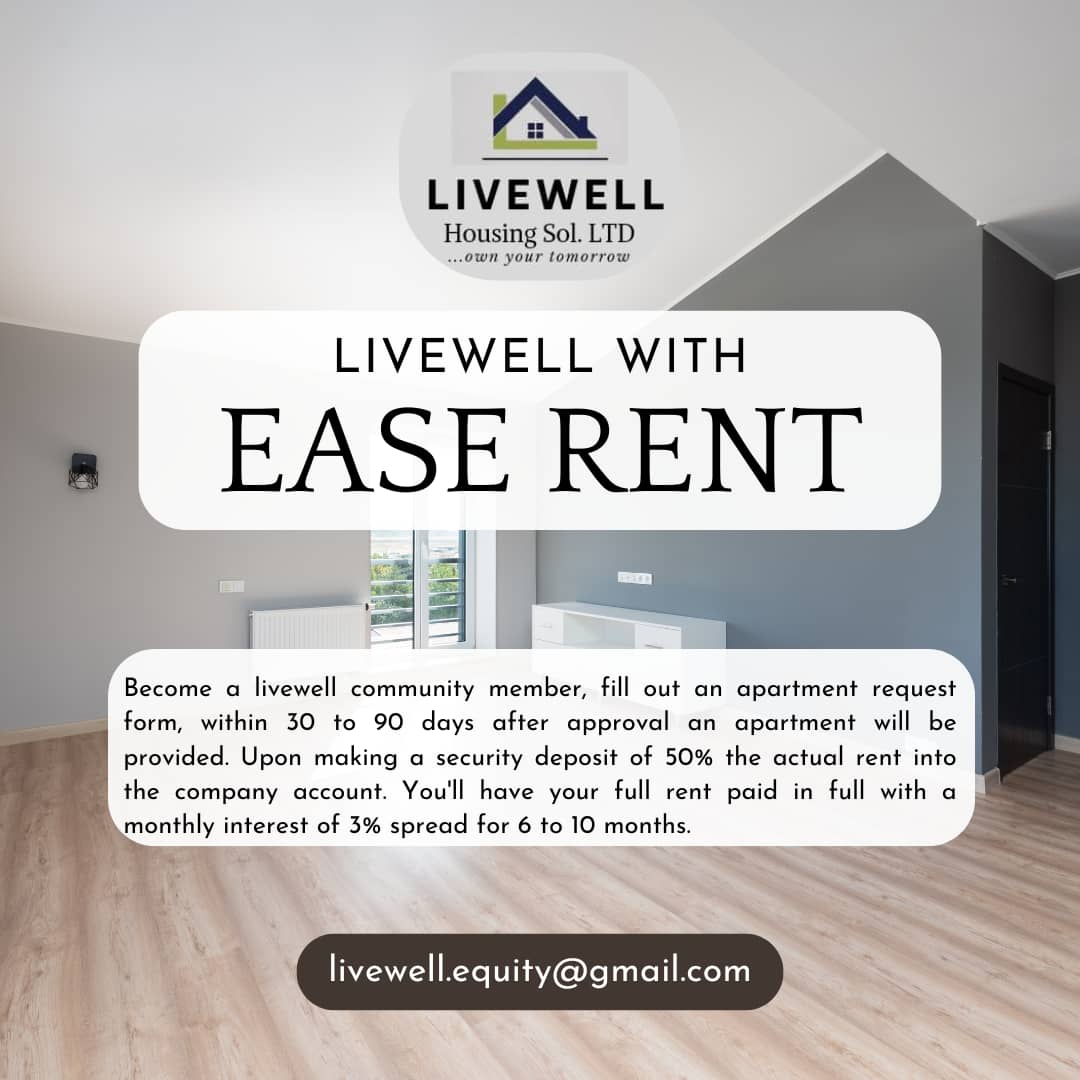 LIVEWELL
Housing Sol. LTD
...own your tomorrow
LIVEWELL WITH
EASE RENT
Become a livewell community member, fill out an apartment request
form, within 30 to 90 days after approval an apartment will be
provided. Upon making a security deposit of 50% the actual rent into
the company account. You'll have your full rent paid in full with a
monthly interest of 3% spread for 6 to 10 months.
livewell.equity@gmail.com